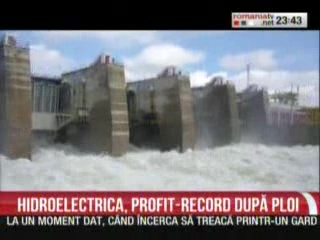 romaniatv
.net
23:43
HIDROELECTRICA, PROFIT-RECORD DUPĂ PLOI
LA UN MOMENT DAT, CÂND ÎNCERCA SĂ TREACĂ PRINTR-UN GARD